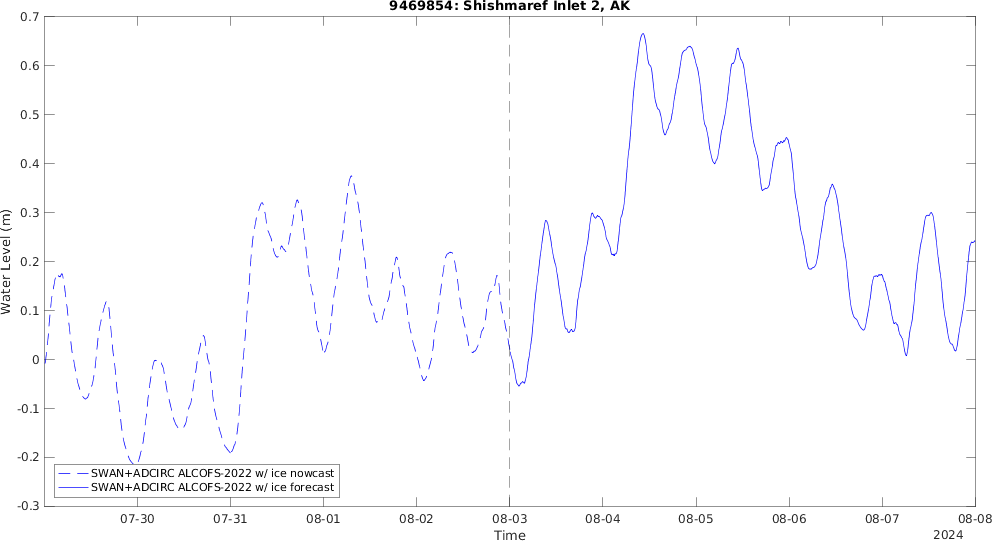 9469854: Shishmaref Inlet 2, AK
Water Level (m)
0.7
0.6
0.5
0.4
0.3
0.2
0.1
0
-0.1
-0.2
-0.3
SWAN+ADCIRC ALCOFS-2022 w/ ice nowcast
SWAN+ADCIRC ALCOFS-2022 w/ ice forecast
07-30 07-31 08-01 08-02 08-03 08-04 08-05 08-06 08-07 08-08
Time
2024